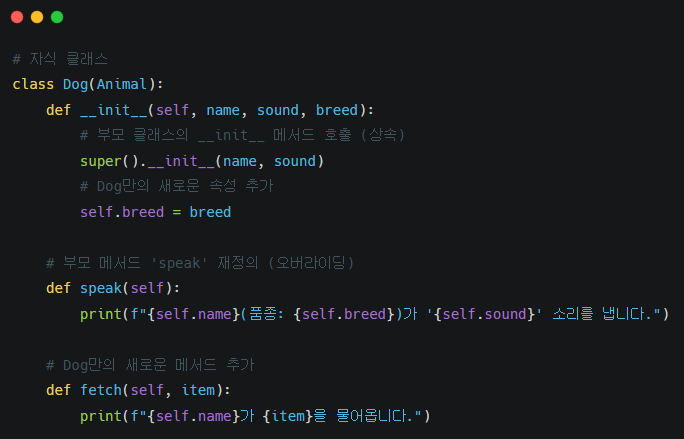 # 자식 클래스
class Dog(Animal):
    def __init__(self, name, sound, breed):
        # 부모 클래스의 __init__ 메서드 호출 (상속)
        super().__init__(name, sound)
        # Dog만의 새로운 속성 추가
        self.breed = breed

    # 부모 메서드 'speak' 재정의 (오버라이딩)
    def speak(self):
        print(f"{self.name}(품종: {self.breed})가 '{self.sound}' 소리를 냅니다.")

    # Dog만의 새로운 메서드 추가
    def fetch(self, item):
        print(f"{self.name}가 {item}을 물어옵니다.")